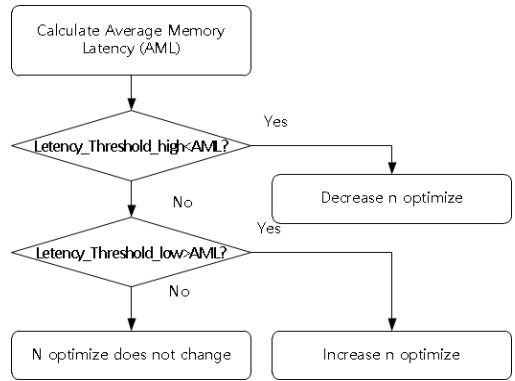 Calculate Average Memory
Latency (AML)
Yes
Letency_Threshold_high<AML?
Decrease n optimize
No
Yes
Letency_Threshold_low>AML?
No
N optimize does not change
Increase n optimize